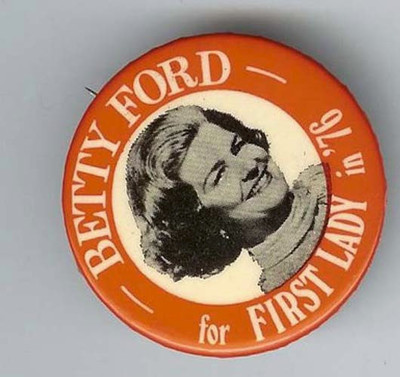 BETTY FORD
for FIRST LADY in '76